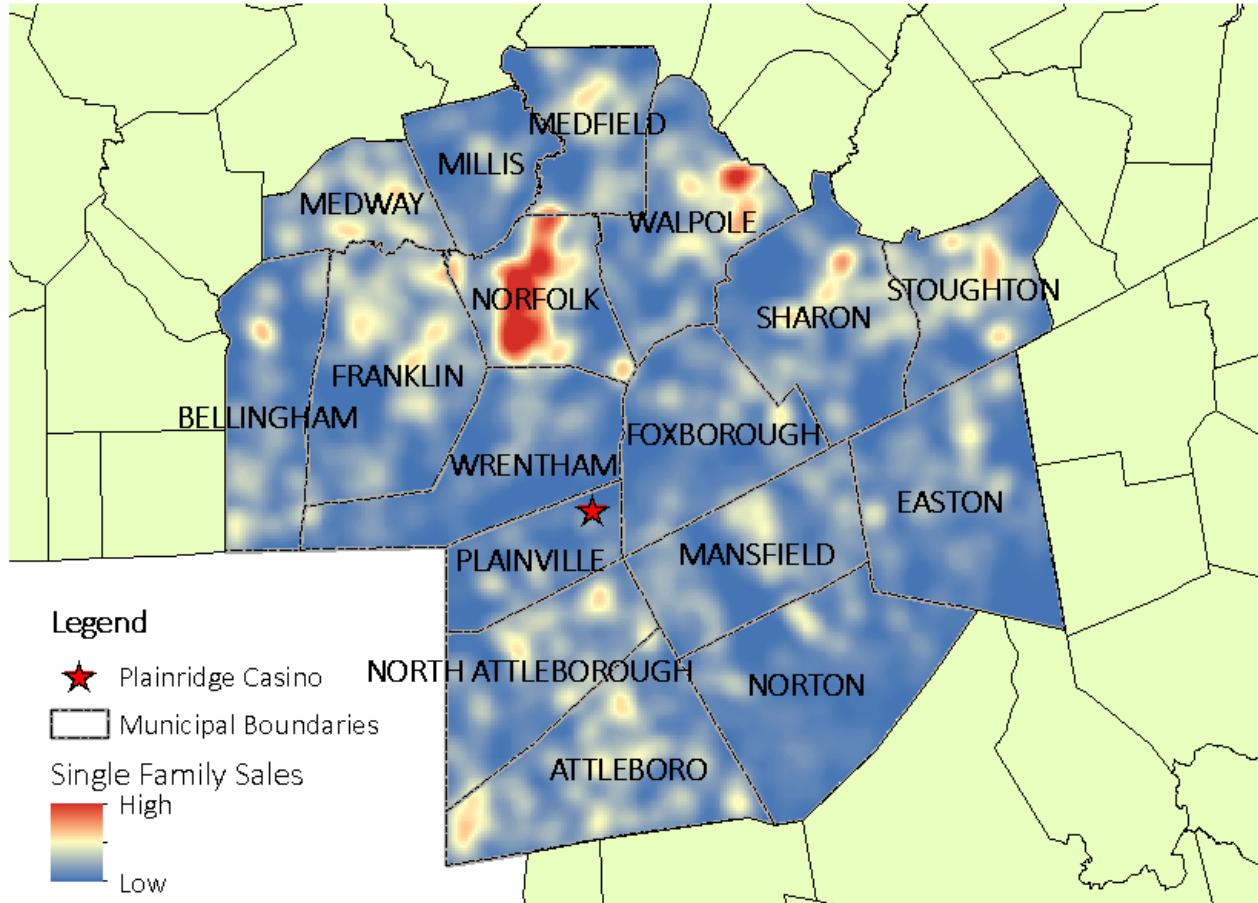 MEDFIELD
MILLIS
MEDWAY
WALPOLE
NORFOLK
STOUGHTON
SHARON
FRANKLIN
BELLINGHAM
FOXBOROUGH
WRENTHAM
EASTON
PLAINVILLE
MANSFIELD
NORTH ATTLEBOROUGH
NORTON
ATTLEBORO
Legend
Plainridge Casino
Municipal Boundaries
Single Family Sales
High
Low